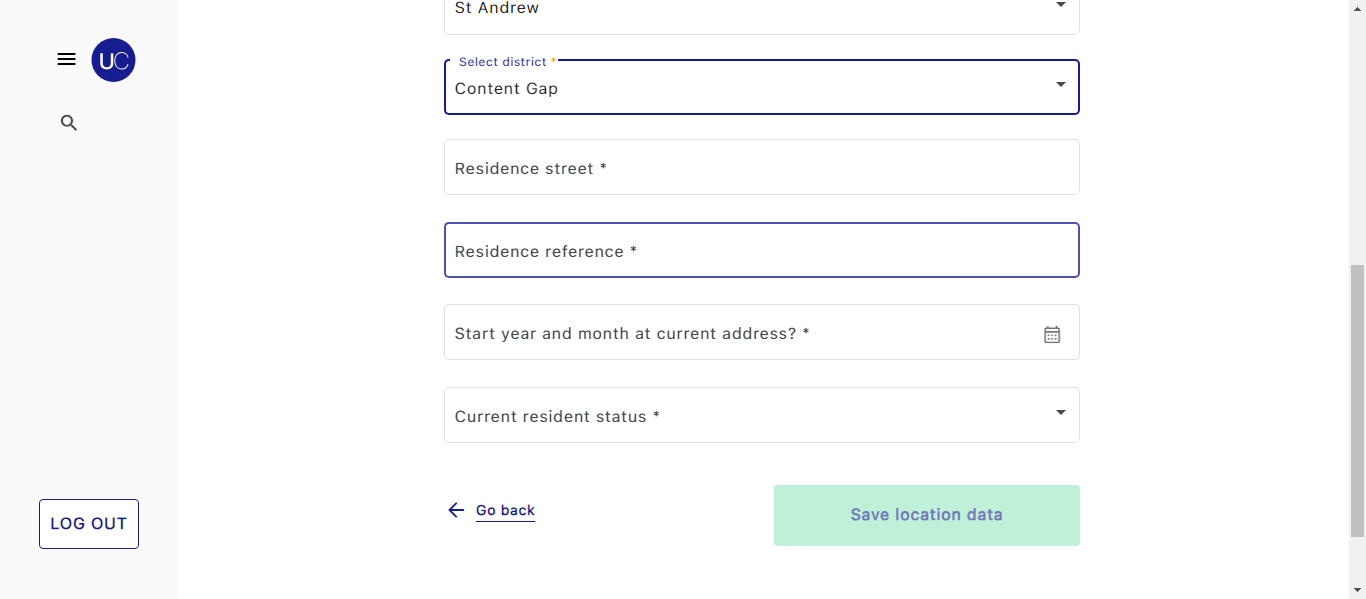 St Andrew
UC
Select district *
Content Gap
Residence street *
Residence reference *
Start year and month at current address? *
Current resident status *
Go back
Save location data
LOG OUT